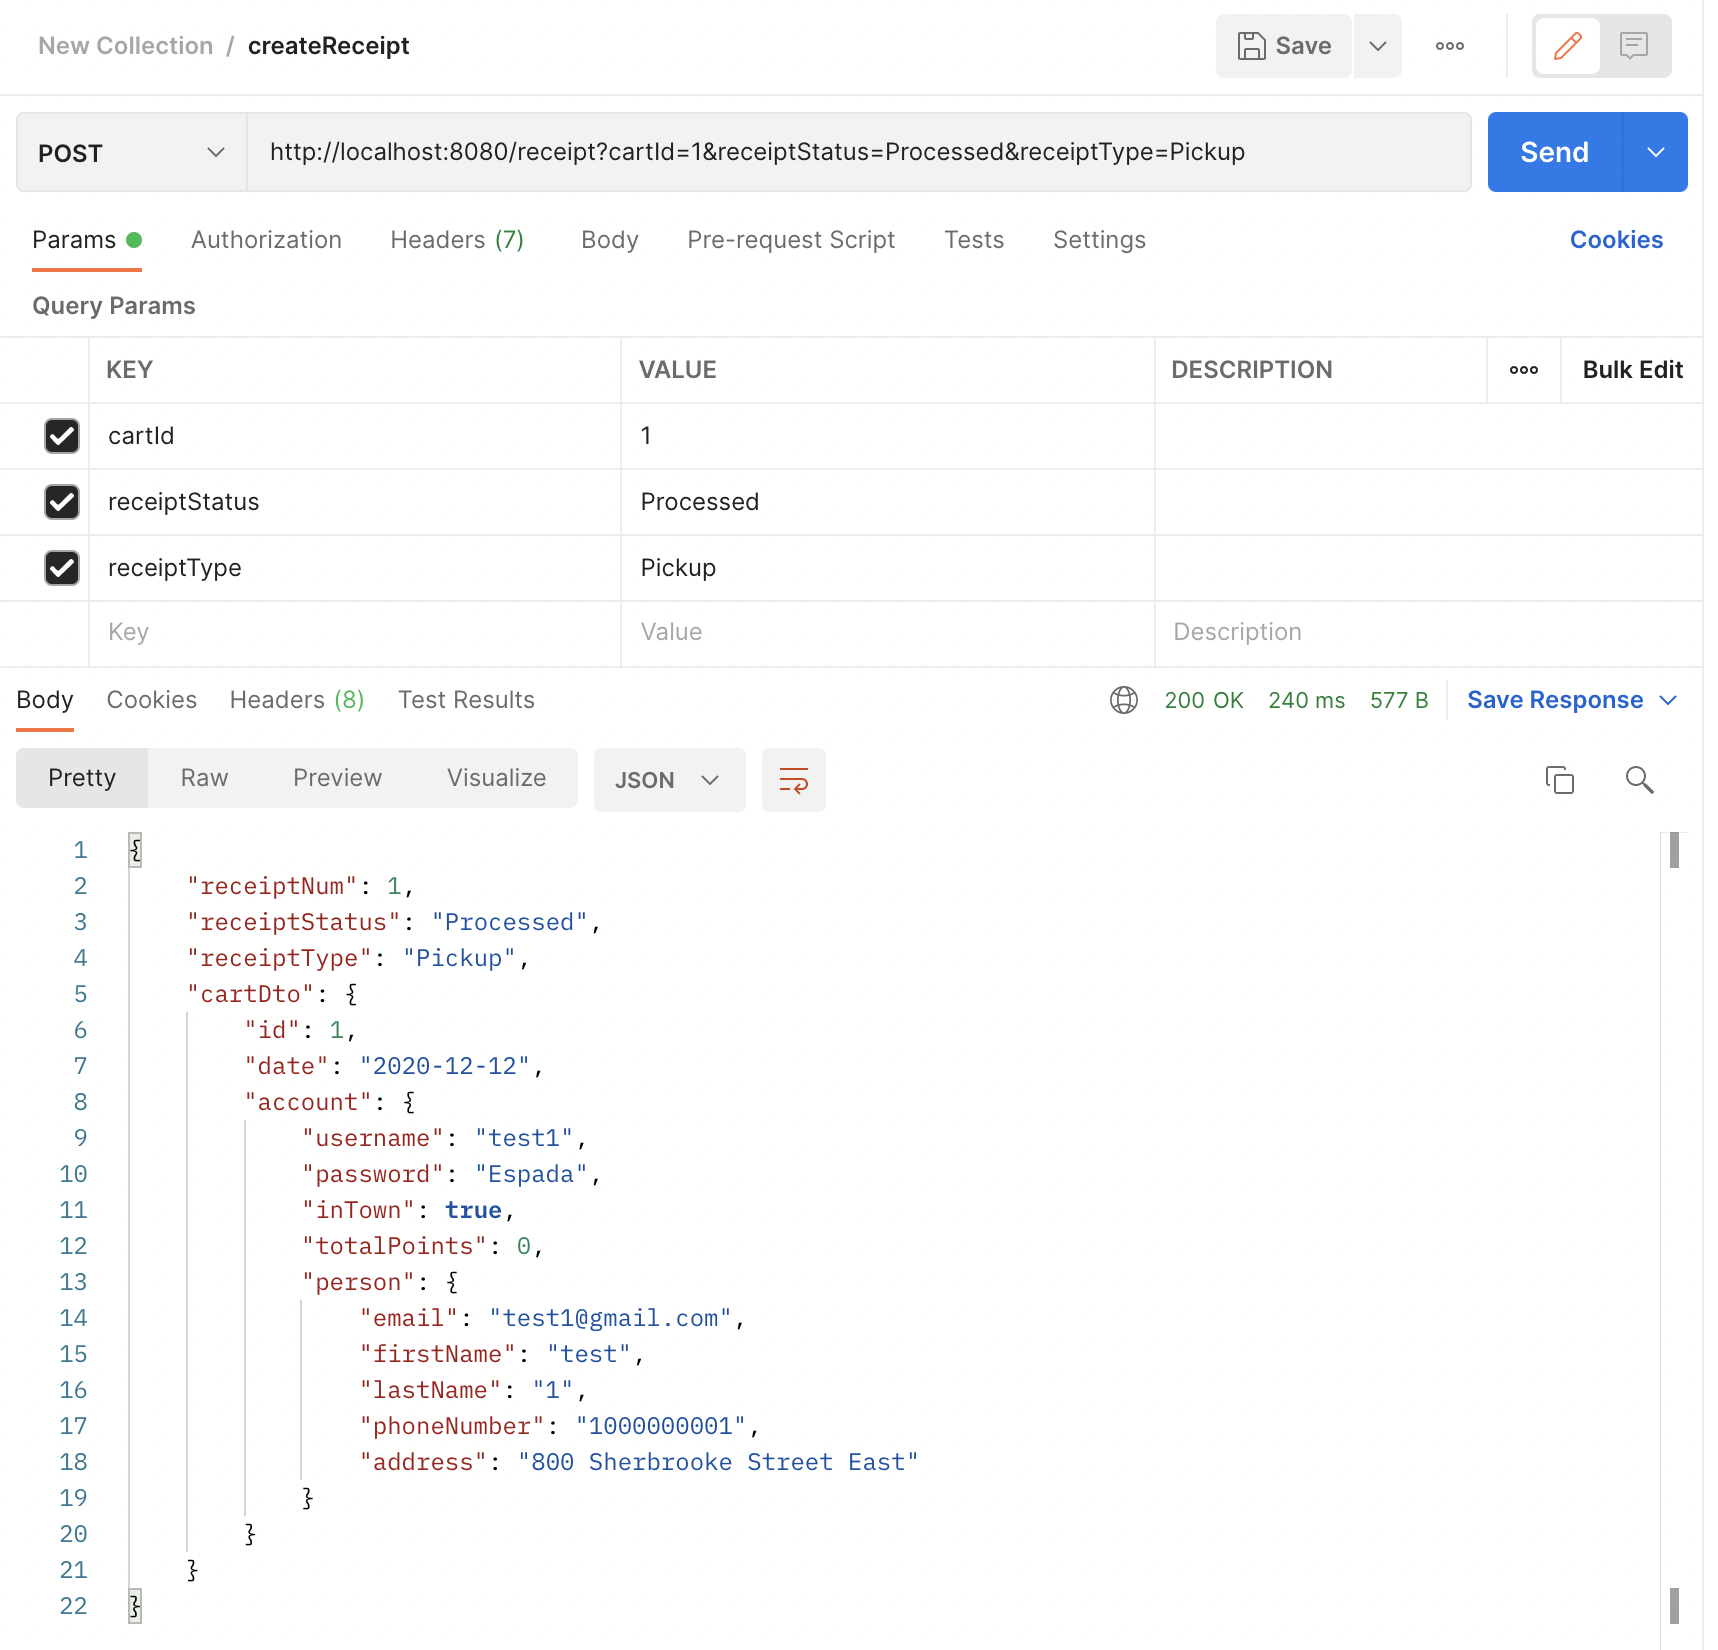 New Collection / createReceipt Save
POST http://localhost:8080/receipt?cartId=1&receiptStatus=Processed&receiptType=Pickup Send
Params Authorization Headers (7) Body Pre-request Script Tests Settings Cookies
Query Params
KEY VALUE DESCRIPTION Bulk Edit
cartId 1
receiptStatus Processed
receiptType Pickup
Key Value Description
Body Cookies Headers (8) Test Results 200 OK 240 ms 577 B Save Response
Pretty Raw Preview Visualize JSON
1 {
2 "receiptNum": 1,
3 "receiptStatus": "Processed",
4 "receiptType": "Pickup",
5 "cartDto": {
6 "id": 1,
7 "date": "2020-12-12",
8 "account": {
9 "username": "test1",
10 "password": "Espada",
11 "inTown": true,
12 "totalPoints": 0,
13 "person": {
14 "email": "test1@gmail.com",
15 "firstName": "test",
16 "lastName": "1",
17 "phoneNumber": "1000000001",
18 "address": "800 Sherbrooke Street East"
19 }
20 }
21 }
22 }